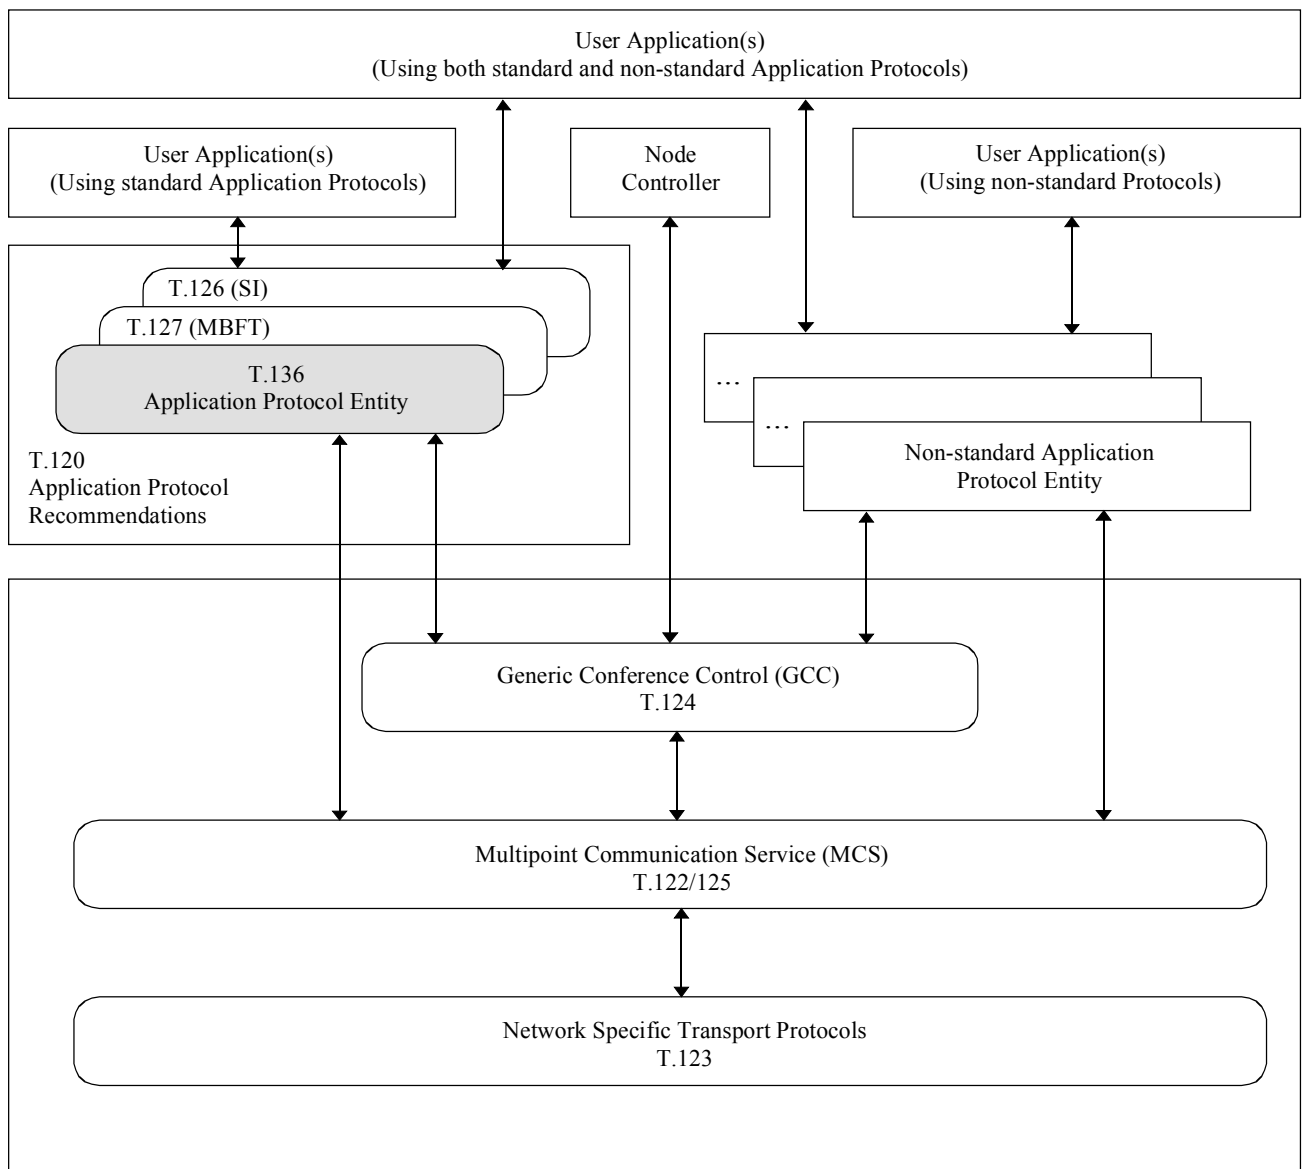 User Application(s)
(Using both standard and non-standard Application Protocols)
User Application(s)
(Using standard Application Protocols)
Node
Controller
User Application(s)
(Using non-standard Protocols)
T.126 (SI)
T.127 (MBFT)
T.136
Application Protocol Entity
T.120
Application Protocol
Recommendations
...
...
Non-standard Application
Protocol Entity
Generic Conference Control (GCC)
T.124
Multipoint Communication Service (MCS)
T.122/125
Network Specific Transport Protocols
T.123